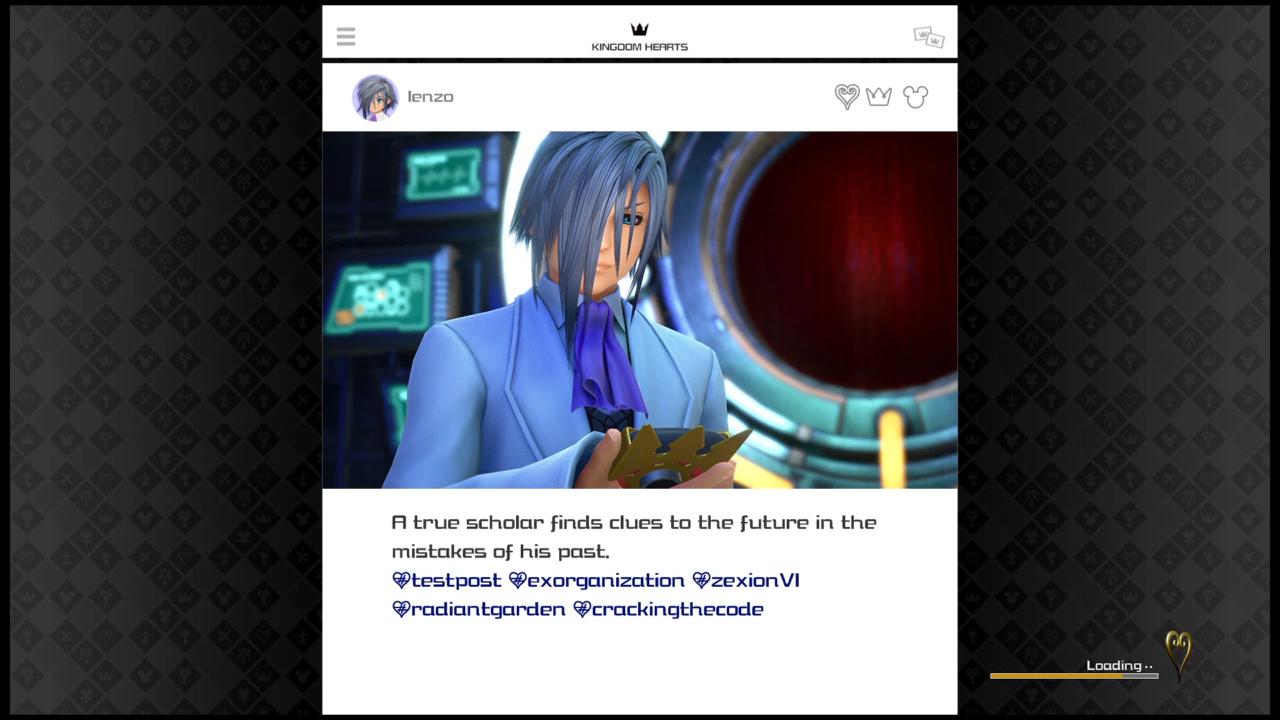 KINGDOM HEARTS
Ienzo
A true scholar finds clues to the future in the
mistakes of his past.
testpost exorganization zexionVI
radiantgarden crackingthecode
Loading..